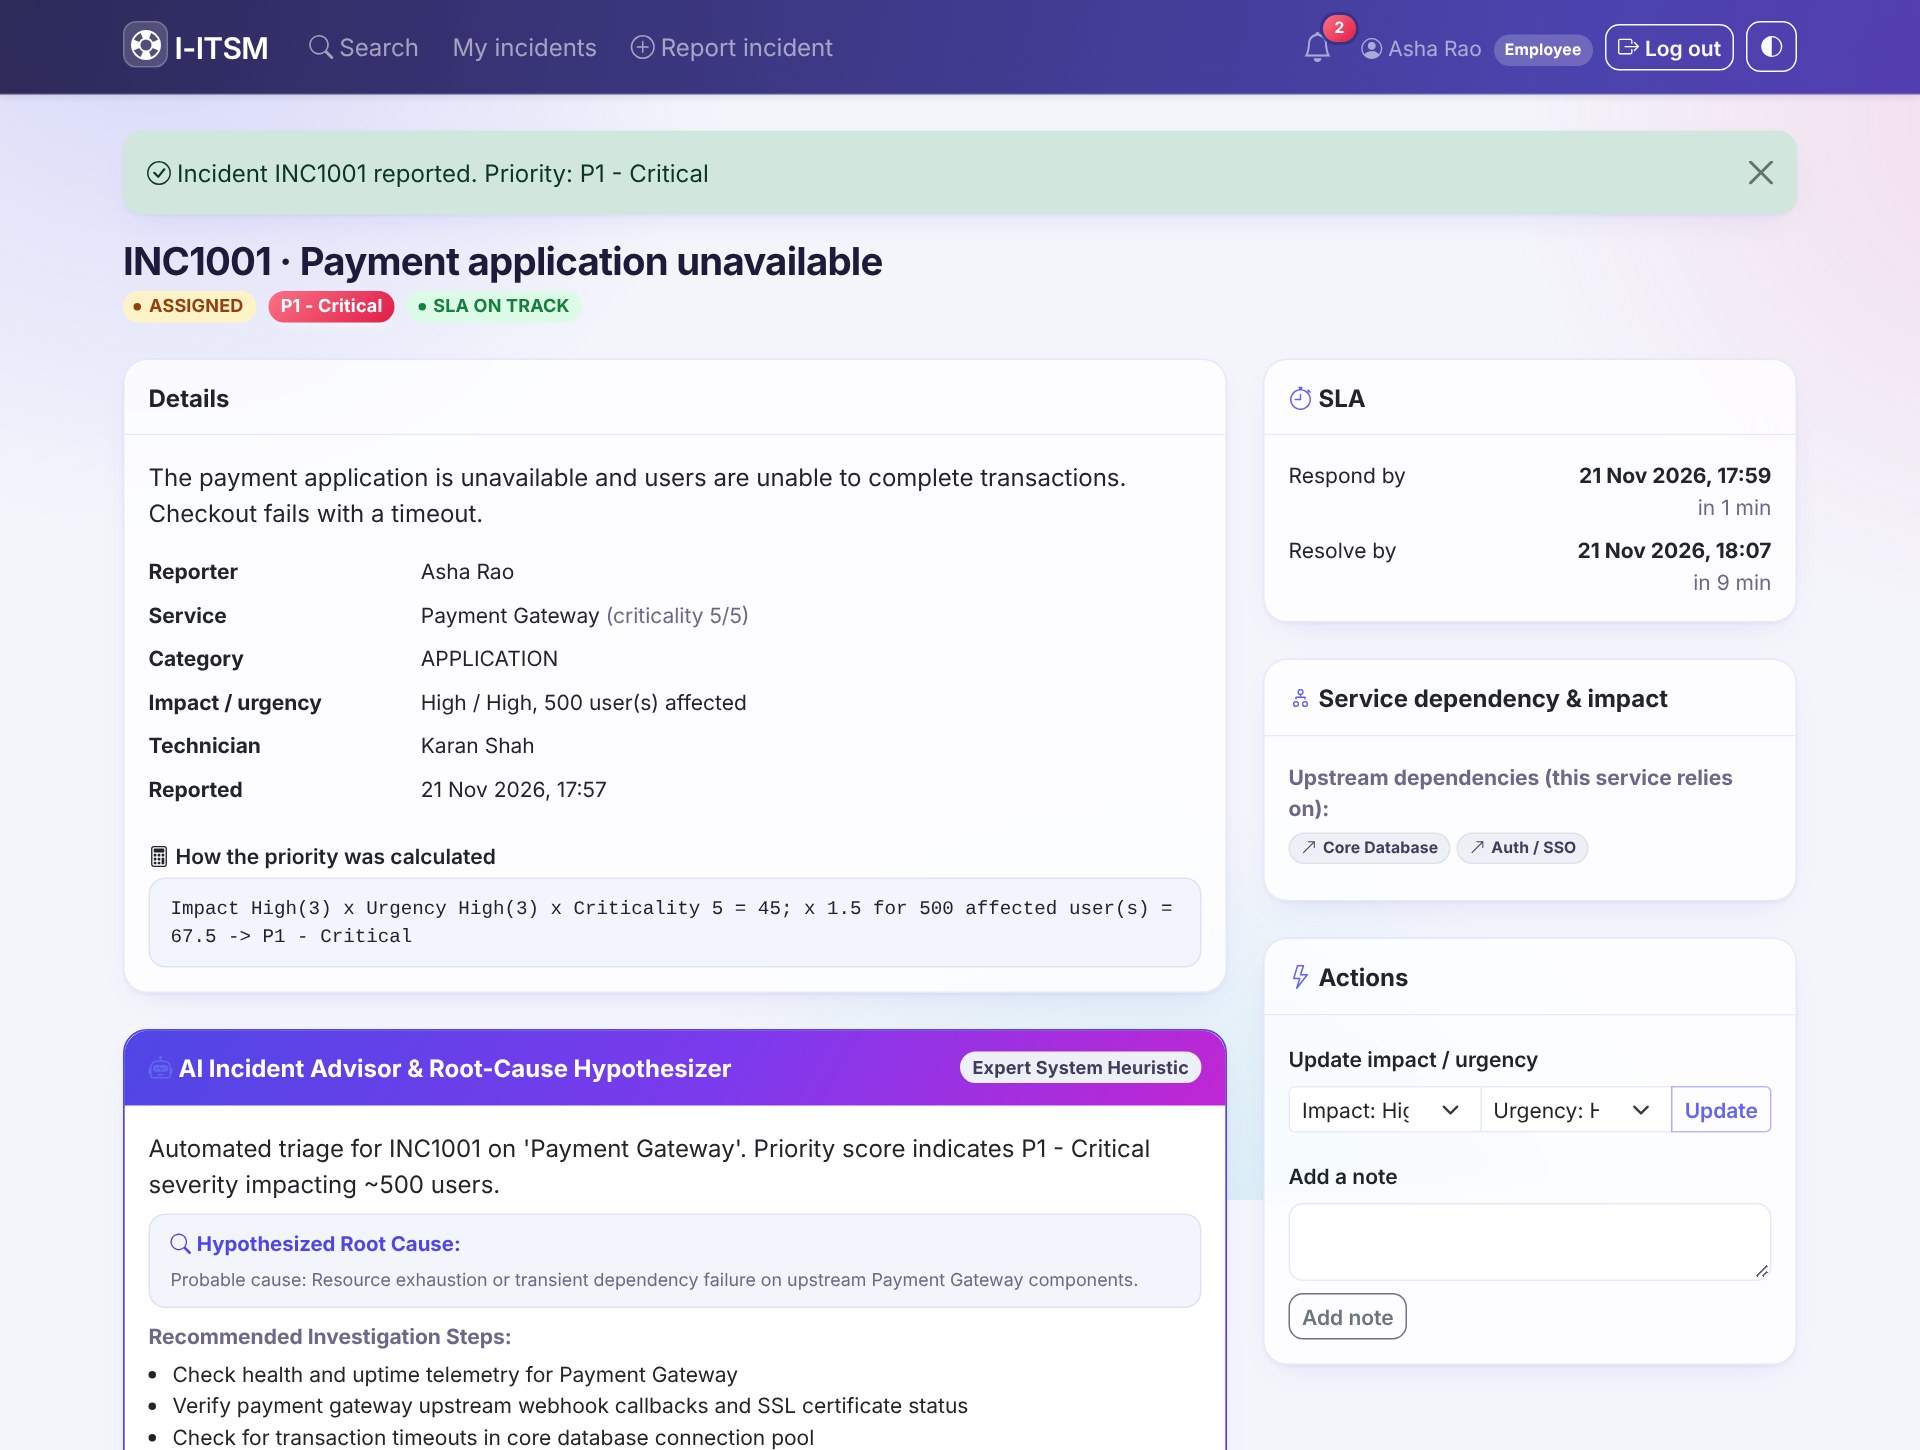 I-ITSM
Search
My incidents
Report incident
2
Asha Rao
Employee
Log out
Incident INC1001 reported. Priority: P1 - Critical
INC1001 · Payment application unavailable
ASSIGNED
P1 - Critical
SLA ON TRACK
Details
The payment application is unavailable and users are unable to complete transactions.
Checkout fails with a timeout.
Reporter Asha Rao
Service Payment Gateway (criticality 5/5)
Category APPLICATION
Impact / urgency High / High, 500 user(s) affected
Technician Karan Shah
Reported 21 Nov 2026, 17:57
How the priority was calculated
Impact High(3) x Urgency High(3) x Criticality 5 = 45; x 1.5 for 500 affected user(s) =
67.5 -> P1 - Critical
AI Incident Advisor & Root-Cause Hypothesizer
Expert System Heuristic
Automated triage for INC1001 on 'Payment Gateway'. Priority score indicates P1 - Critical
severity impacting ~500 users.
Hypothesized Root Cause:
Probable cause: Resource exhaustion or transient dependency failure on upstream Payment Gateway components.
Recommended Investigation Steps:
• Check health and uptime telemetry for Payment Gateway
• Verify payment gateway upstream webhook callbacks and SSL certificate status
• Check for transaction timeouts in core database connection pool
SLA
Respond by 21 Nov 2026, 17:59
in 1 min
Resolve by 21 Nov 2026, 18:07
in 9 min
Service dependency & impact
Upstream dependencies (this service relies
on):
Core Database
Auth / SSO
Actions
Update impact / urgency
Impact: Hig
Urgency: H
Update
Add a note
Add note